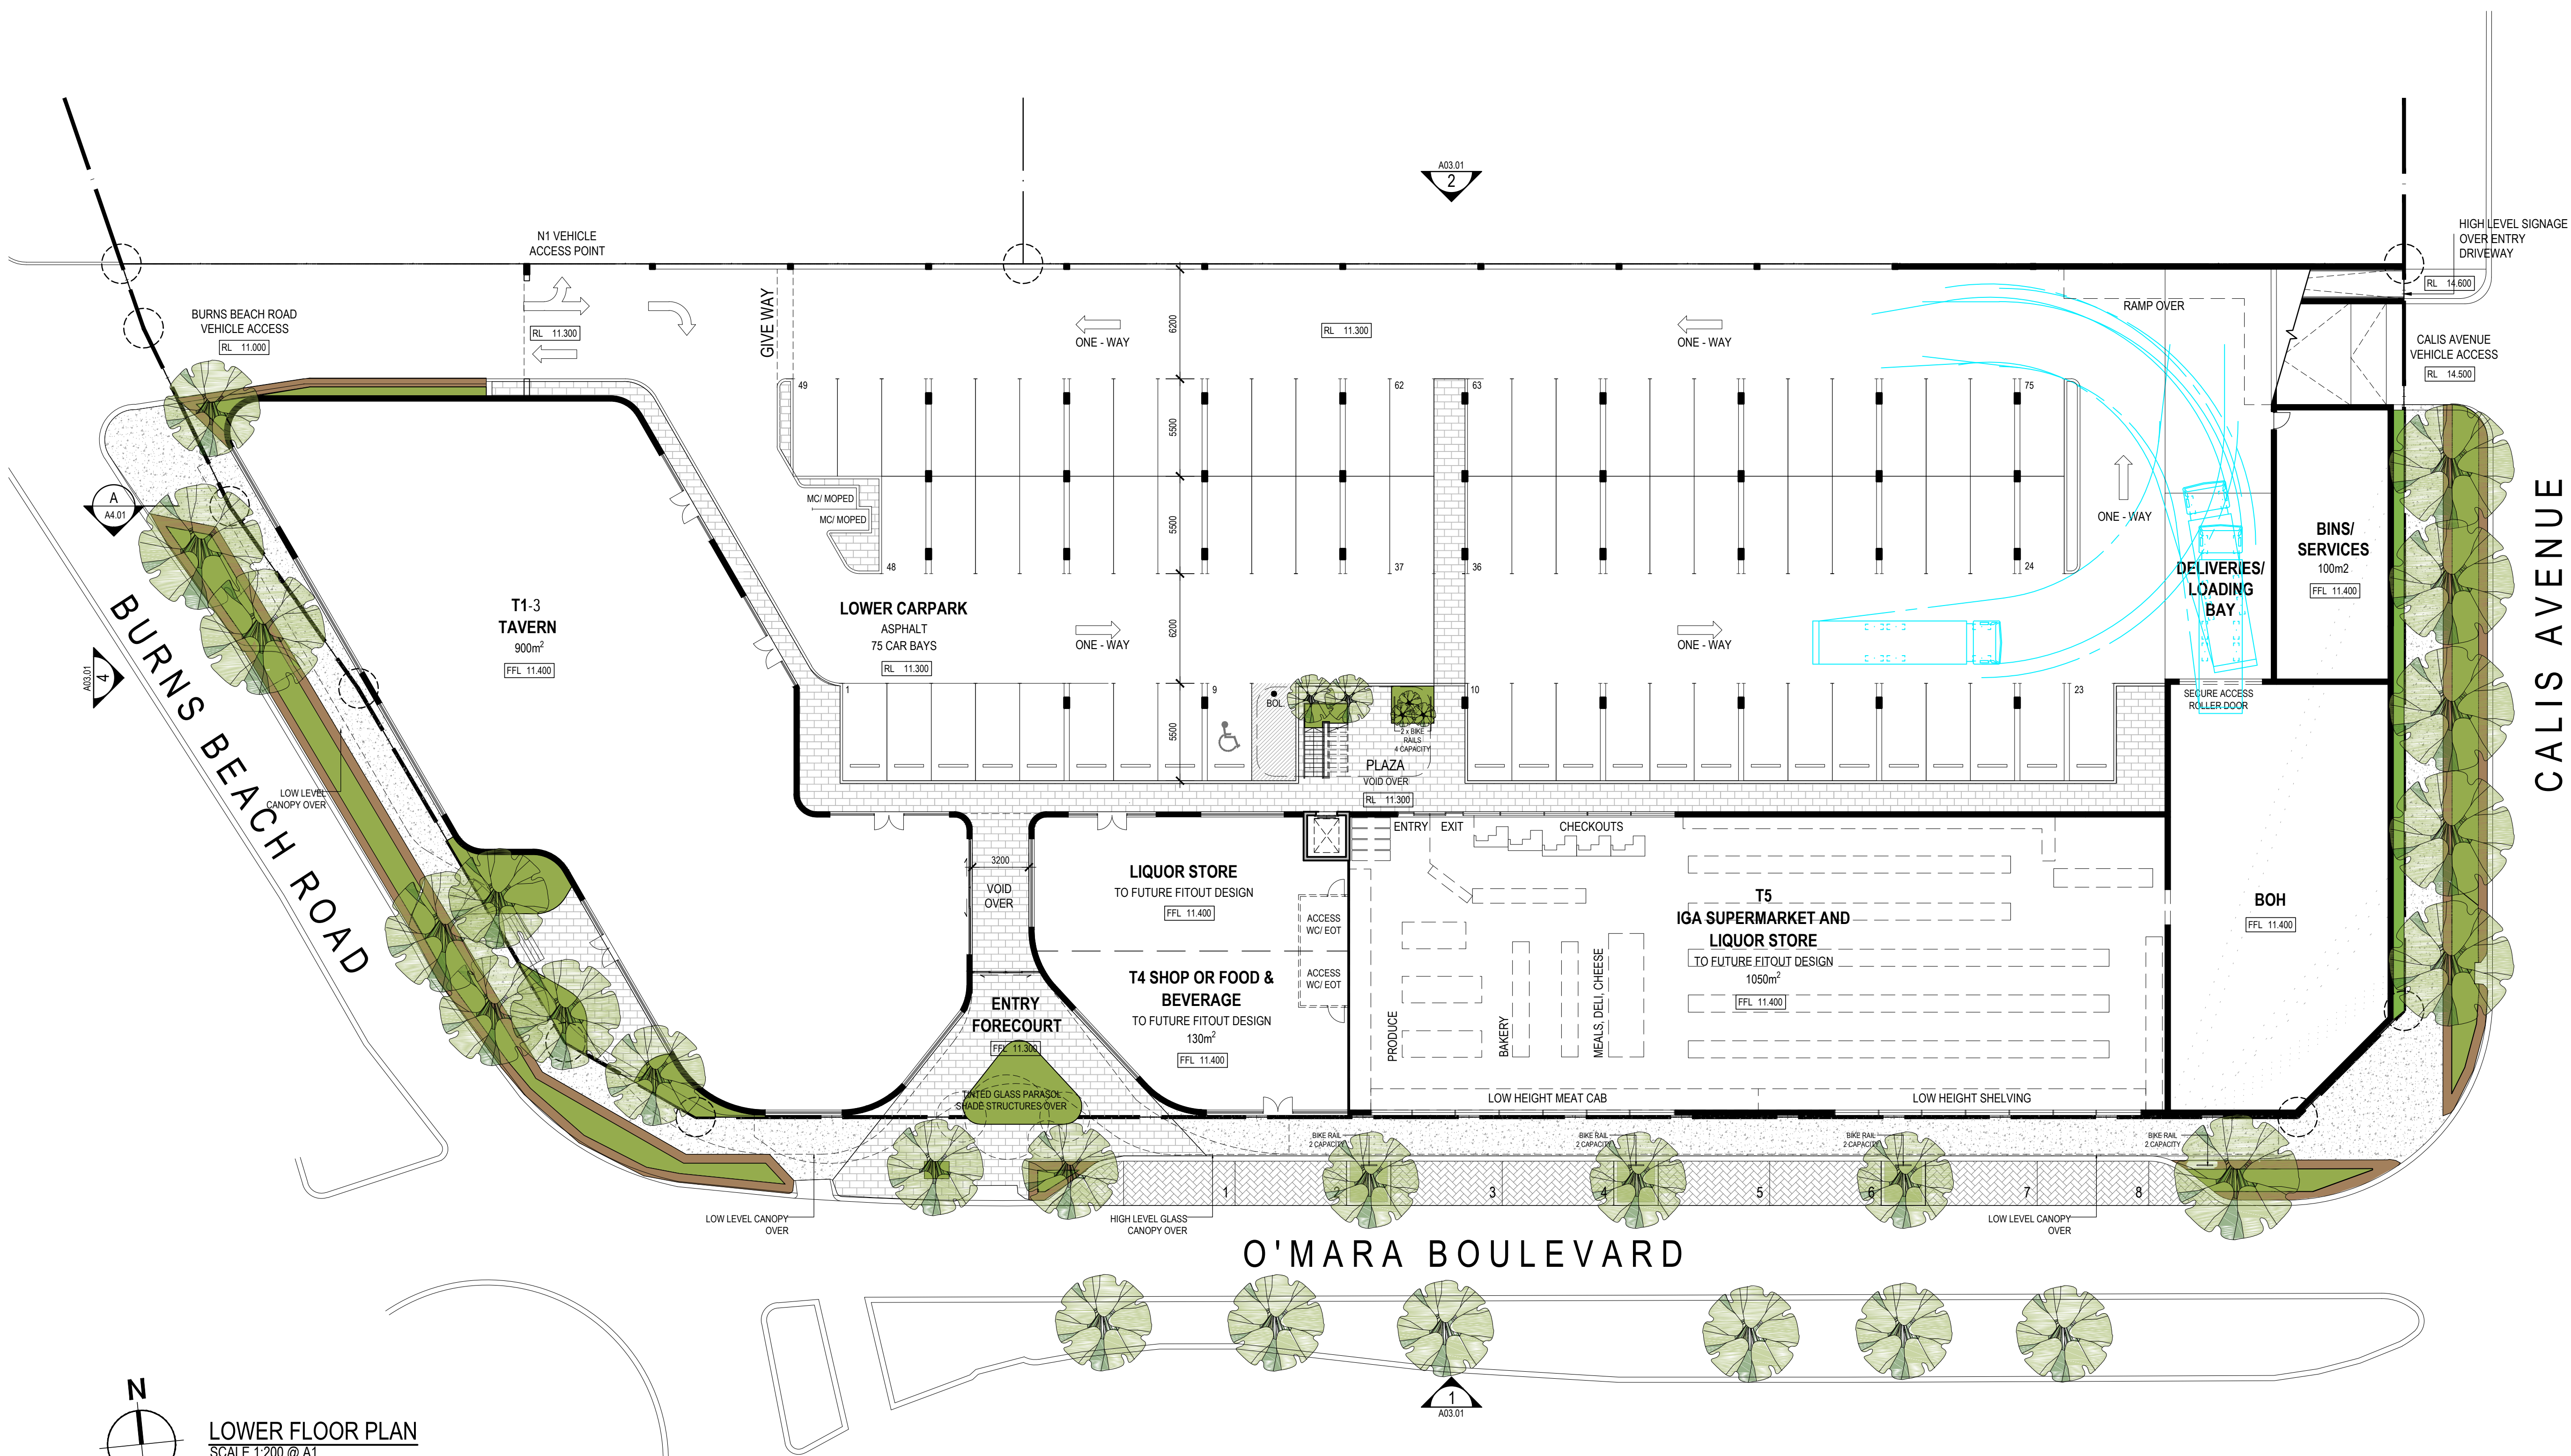 A03.01
2
N1 VEHICLE
ACCESS POINT
HIGH LEVEL SIGNAGE
OVER ENTRY
DRIVEWAY
RL 14.600
BURNS BEACH ROAD
VEHICLE ACCESS
RL 11.000
RL 11.300
GIVE WAY
ONE - WAY
6200
RL 11.300
ONE - WAY
RAMP OVER
CALIS AVENUE
VEHICLE ACCESS
RL 14.500
49
62
63
75
5500
MC/ MOPED
MC/ MOPED
A
A4.01
5500
ONE - WAY
BINS/
SERVICES
100m2
FFL 11.400
48
37
36
24
DELIVERIES/
LOADING
BAY
CALIS AVENUE
T1-3
TAVERN
900m²
FFL 11.400
LOWER CARPARK
ASPHALT
75 CAR BAYS
RL 11.300
ONE - WAY
6200
ONE - WAY
A03.01
4
BURNS BEACH ROAD
1
9
BOL.
10
23
SECURE ACCESS
ROLLER DOOR
5500
2 x BIKE
RAILS
4 CAPACITY
PLAZA
VOID OVER
RL 11.300
LOW LEVEL
CANOPY OVER
ENTRY
EXIT
CHECKOUTS
3200
VOID
OVER
LIQUOR STORE
TO FUTURE FITOUT DESIGN
FFL 11.400
ACCESS
WC/ EOT
ACCESS
WC/ EOT
T5
IGA SUPERMARKET AND
LIQUOR STORE
TO FUTURE FITOUT DESIGN
1050m²
FFL 11.400
BOH
FFL 11.400
T4 SHOP OR FOOD &
BEVERAGE
TO FUTURE FITOUT DESIGN
130m²
FFL 11.400
ENTRY
FORECOURT
FFL 11.300
PRODUCE
BAKERY
MEALS, DELI, CHEESE
TINTED GLASS PARASOL
SHADE STRUCTURES OVER
LOW HEIGHT MEAT CAB
LOW HEIGHT SHELVING
BIKE RAIL
2 CAPACITY
BIKE RAIL
2 CAPACITY
BIKE RAIL
2 CAPACITY
BIKE RAIL
2 CAPACITY
1
2
3
4
5
6
7
8
LOW LEVEL CANOPY
OVER
HIGH LEVEL GLASS
CANOPY OVER
LOW LEVEL CANOPY
OVER
O'MARA BOULEVARD
1
A03.01
N
LOWER FLOOR PLAN
SCALE 1:200 @ A1